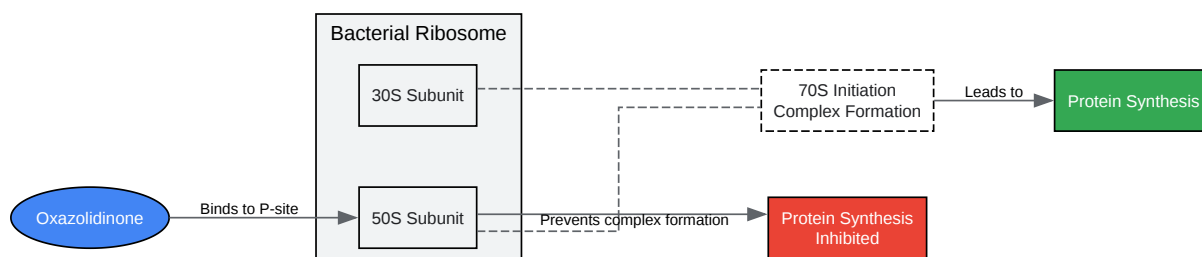 Bacterial Ribosome
30S Subunit
70S Initiation
Complex Formation
Leads to
Protein Synthesis
Oxazolidinone
Binds to P-site
50S Subunit
Prevents complex formation
Protein Synthesis
Inhibited